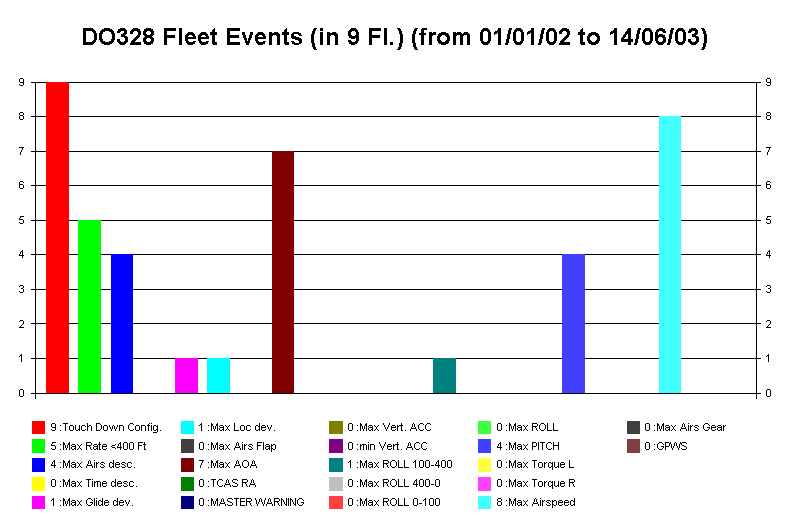 DO328 Fleet Events (in 9 Fl.) (from 01/01/02 to 14/06/03)
9 9
8 8
7 7
6 6
5 5
4 4
3 3
2 2
1 1
0 0
9 :Touch Down Config. 1 :Max Loc dev. 0 :Max Vert. ACC 0 :Max ROLL 0 :Max Airs Gear
5 :Max Rate <400 Ft 0 :Max Airs Flap 0 :min Vert. ACC 4 :Max PITCH 0 :GPWS
4 :Max Airs desc. 7 :Max AOA 1 :Max ROLL 100-400 0 :Max Torque L
0 :Max Time desc. 0 :TCAS RA 0 :Max ROLL 400-0 0 :Max Torque R
1 :Max Glide dev. 0 :MASTER WARNING 0 :Max ROLL 0-100 8 :Max Airspeed